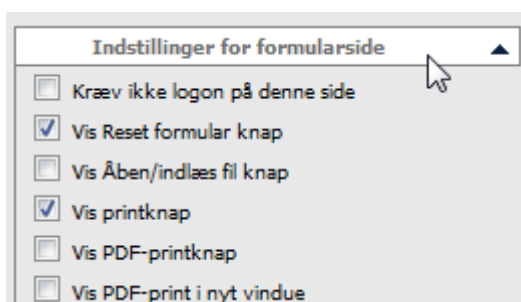 Indstillinger for formularside
Kræv ikke logon på denne side
Vis Reset formular knap
Vis Åben/indlæs fil knap
Vis printknap
Vis PDF-printknap
Vis PDF-print i nyt vindue